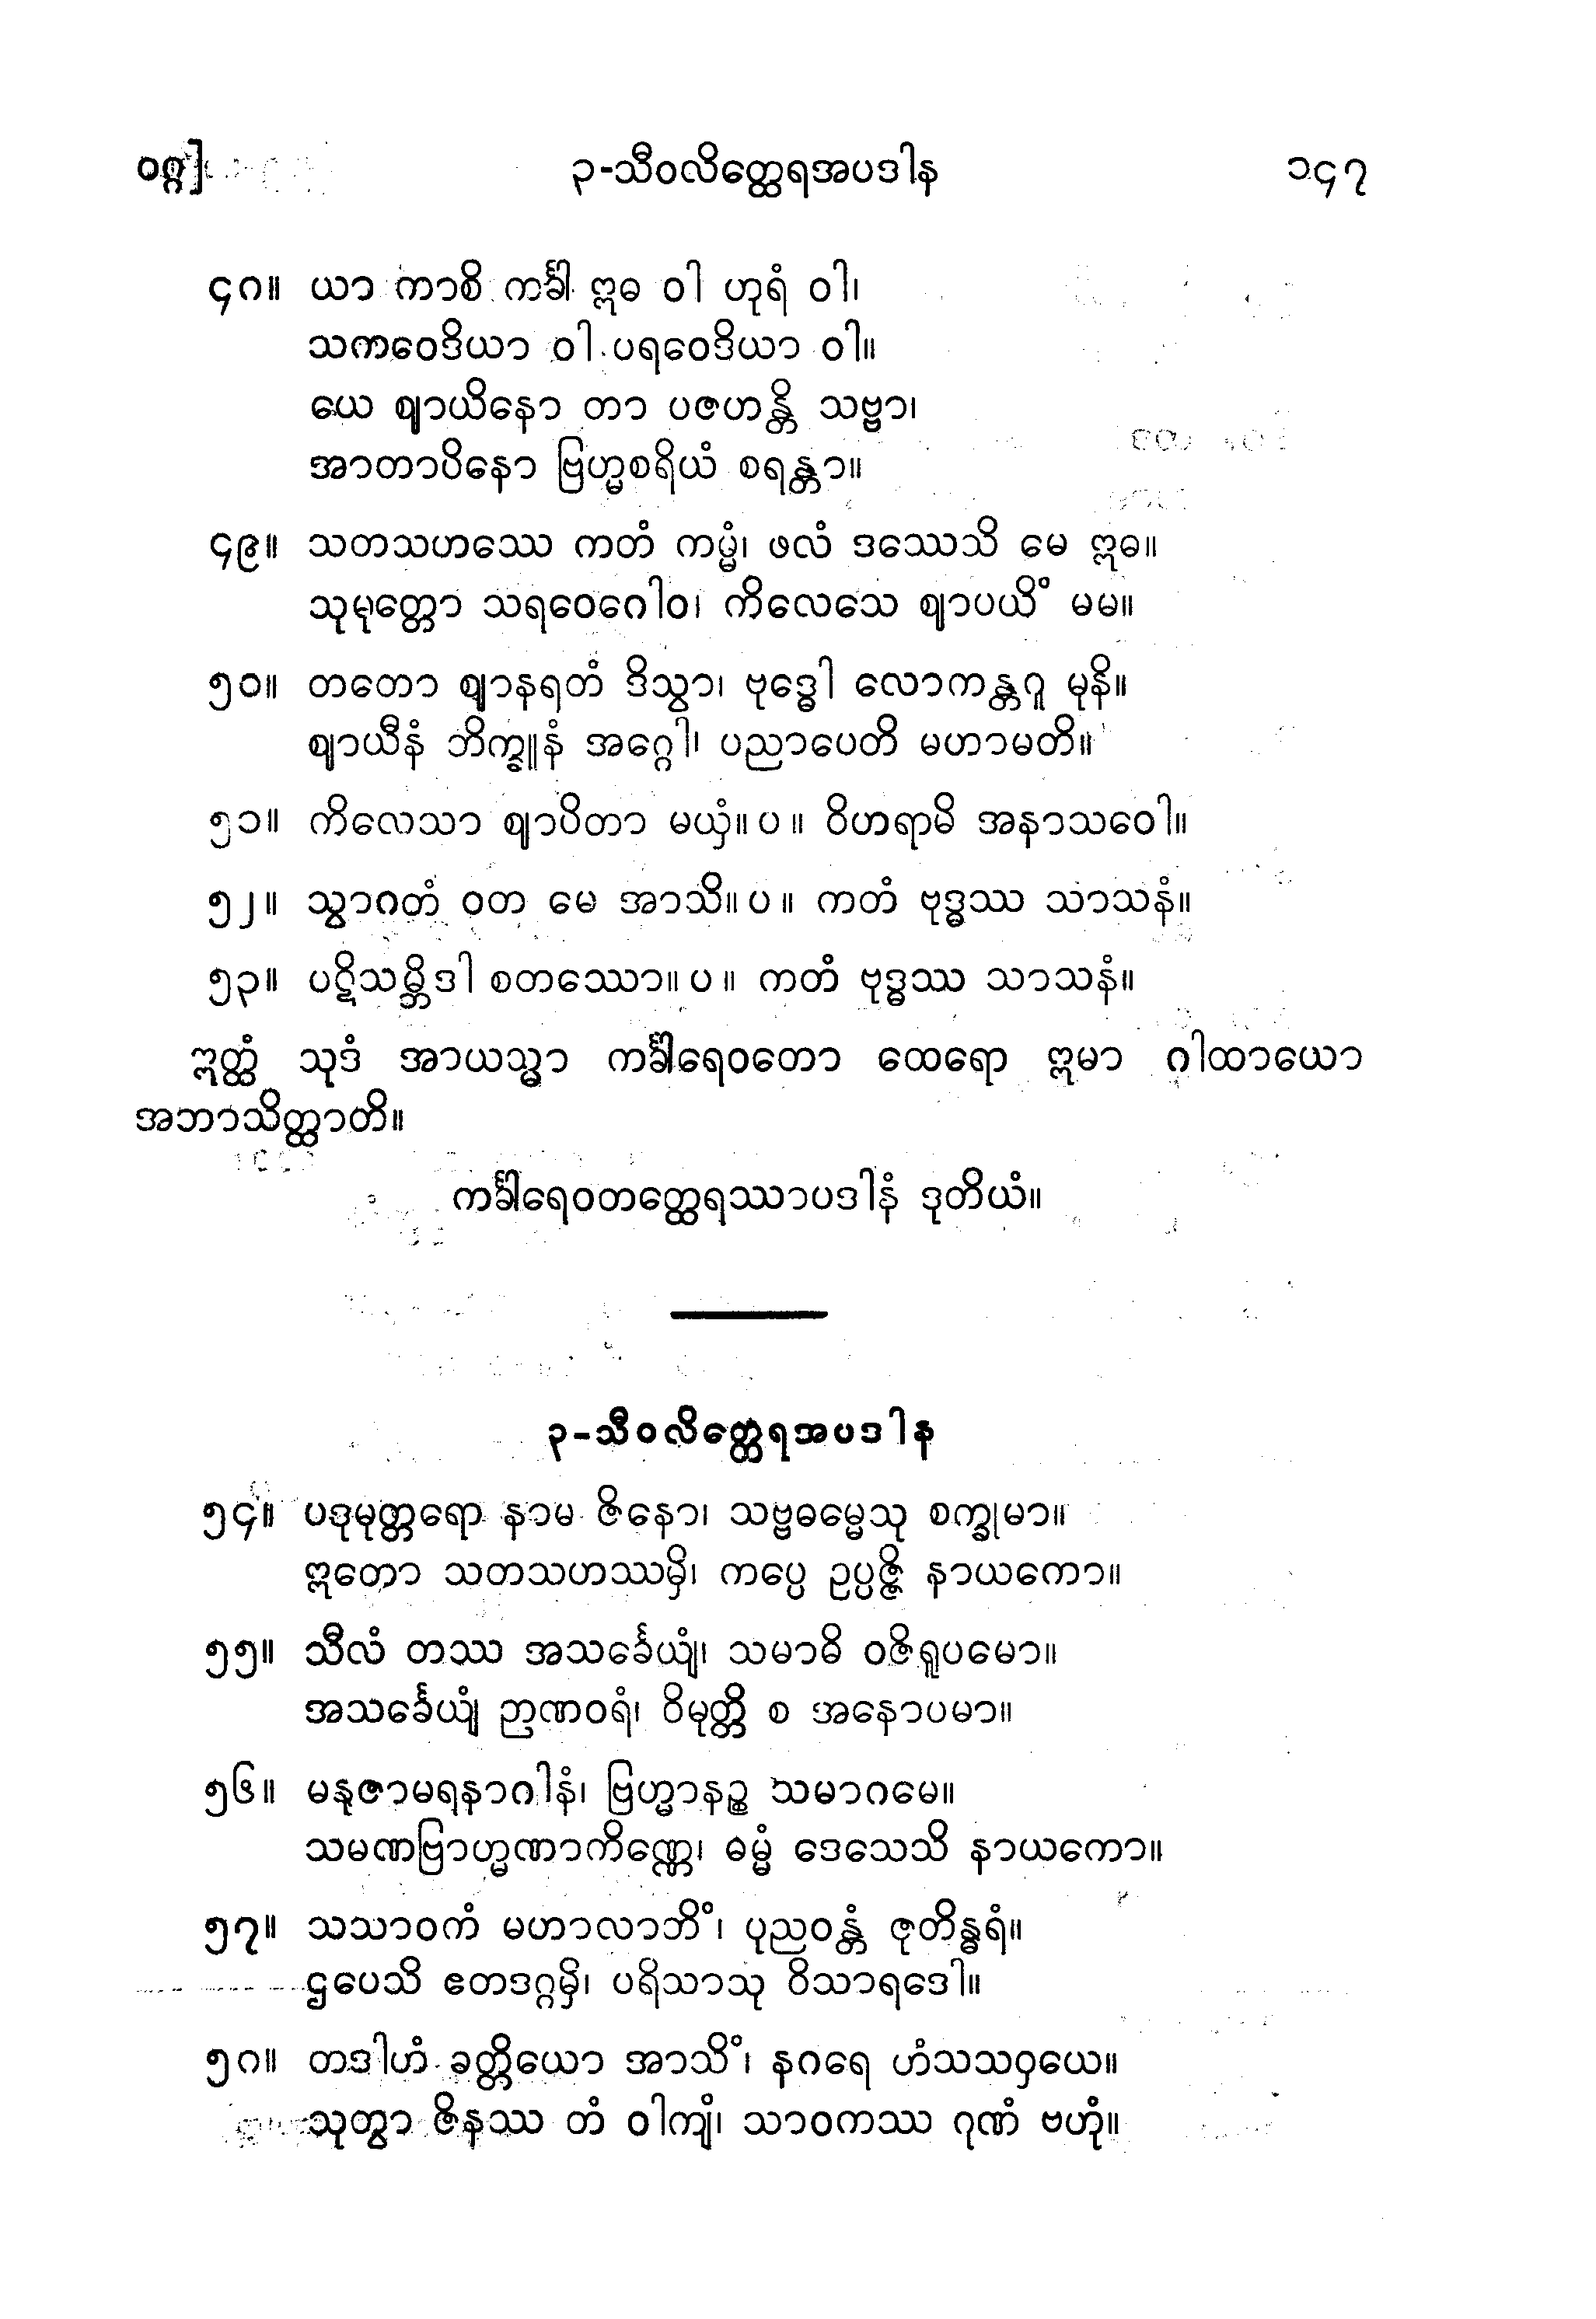 ဝဂ္ဂ] ၃-သီဝလိတ္ထေရအပဒါန ၁၄၇
၄ဂ။ ယာ ကာစိ ကင်္ခါ ဣဓ ဝါ ဟုရံ ဝါ၊
သကဝေဒိယာ ဝါ ပရဝေဒိယာ ဝါ။
ယေ ဈာယိနော တာ ပဇဟန္တိ သဗ္ဗာ၊
အာတာပိနော ဗြဟ္မစရိယံ စရန္တာ။
၄၉။ သတသဟဿေ ကတံ ကမ္မံ၊ ဖလံ ဒဿေသိ မေ ဣဓ။
သုမုတ္တော သရဝေဂေါဝ၊ ကိလေသေ ဈာပယိံ မမ။
၅၀။ တတော ဈာနရတံ ဒိသွာ၊ ဗုဒ္ဓေါ လောကန္တဂူ မုနိ။
ဈာယီနံ ဘိက္ခူနံ အဂ္ဂေါ၊ ပညာပေတိ မဟာမတိ။
၅၁။ ကိလေသာ ဈာပိတာ မယှံ။ ပ ။ ဝိဟရာမိ အနာသဝေါ။
၅၂။ သွာဂတံ ဝတ မေ အာသိ။ ပ ။ ကတံ ဗုဒ္ဓဿ သာသနံ။
၅၃။ ပဋိသမ္ဘိဒါ စတဿော။ ပ ။ ကတံ ဗုဒ္ဓဿ သာသနံ။
ဣတ္ထံ သုဒံ အာယသ္မာ ကင်္ခါရေဝတော ထေရော ဣမာ ဂါထာယော
အဘာသိတ္ထာတိ။
ကင်္ခါရေဝတတ္ထေရဿာပဒါနံ ဒုတိယံ။
၃-သီဝလိတ္ထေရအပဒါန
၅၄။ ပဒုမုတ္တရော နာမ ဇိနော၊ သဗ္ဗဓမ္မေသု စက္ခုမာ။
ဣတော သတသဟဿမှိ၊ ကပ္ပေ ဥပ္ပဇ္ဇိ နာယကော။
၅၅။ သီလံ တဿ အသင်္ခေယျံ၊ သမာဓိ ဝဇိရူပမော။
အသင်္ခေယျံ ဉာဏဝရံ၊ ဝိမုတ္တိ စ အနောပမာ။
၅၆။ မနုဇာမရနာဂါနံ၊ ဗြဟ္မာနဉ္စ သမာဂမေ။
သမဏဗြာဟ္မဏာကိဏ္ဏေ၊ ဓမ္မံ ဒေသေသိ နာယကော။
၅၇။ သသာဝကံ မဟာလာဘိံ၊ ပုညဝန္တံ ဇုတိန္ဓရံ။
ဌပေသိ ဧတဒဂ္ဂမှိ၊ ပရိသာသု ဝိသာရဒေါ။
၅ဂ။ တဒါဟံ ခတ္တိယော အာသိံ၊ နဂရေ ဟံသသဝှယေ။
သုတွာ ဇိနဿ တံ ဝါကျံ၊ သာဝကဿ ဂုဏံ ဗဟုံ။